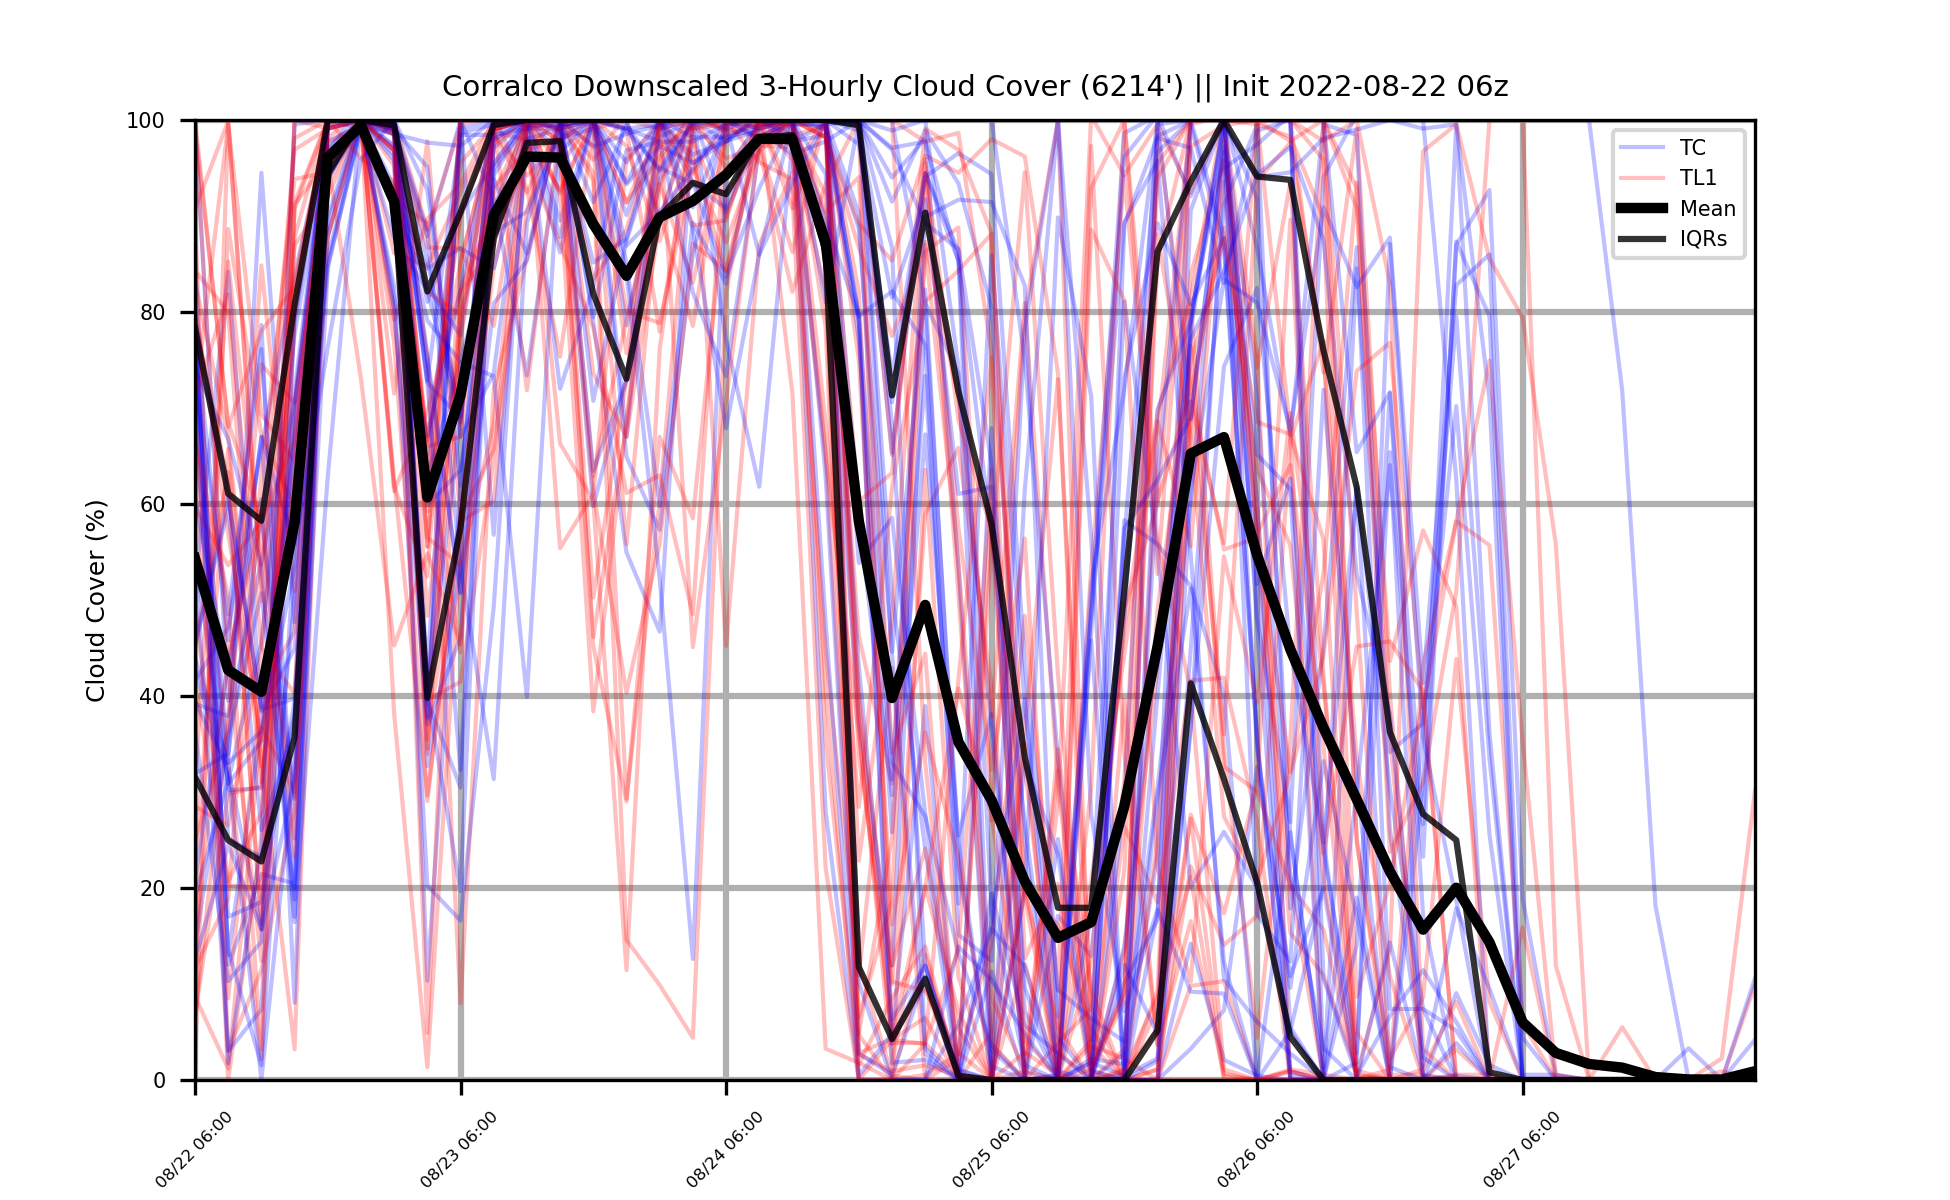 Corralco Downscaled 3-Hourly Cloud Cover (6214') || Init 2022-08-22 06z
100
80
60
40
20
0
Cloud Cover (%)
TC
TL1
Mean
IQRs
08/22 06:00
08/23 06:00
08/24 06:00
08/25 06:00
08/26 06:00
08/27 06:00